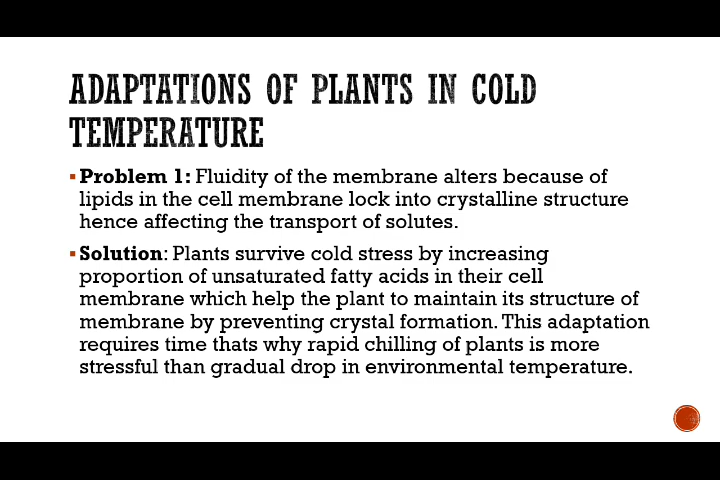 ADAPTATIONS OF PLANTS IN COLD
TEMPERATURE
▪ Problem 1: Fluidity of the membrane alters because of
lipids in the cell membrane lock into crystalline structure
hence affecting the transport of solutes.
▪ Solution: Plants survive cold stress by increasing
proportion of unsaturated fatty acids in their cell
membrane which help the plant to maintain its structure of
membrane by preventing crystal formation. This adaptation
requires time thats why rapid chilling of plants is more
stressful than gradual drop in environmental temperature.